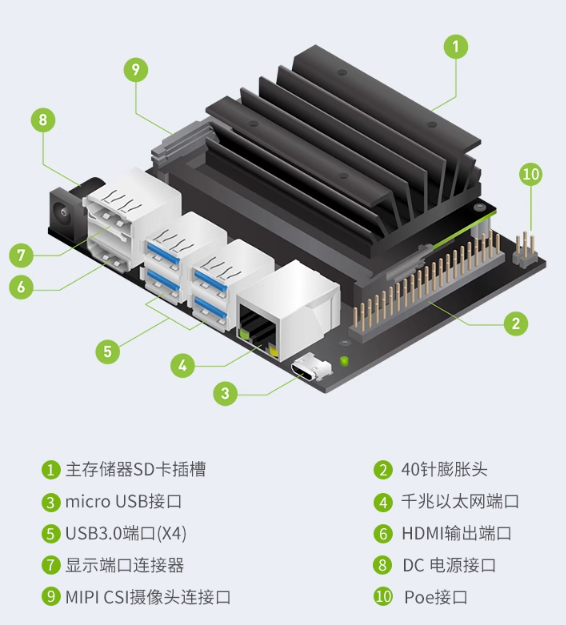 1
9
8
10
7
6
2
5
4
3
1 主存储器SD卡插槽
2 40针膨胀头
3 micro USB接口
4 千兆以太网端口
5 USB3.0端口(X4)
6 HDMI输出端口
7 显示端口连接器
8 DC 电源接口
9 MIPI CSI摄像头连接口
10 Poe接口